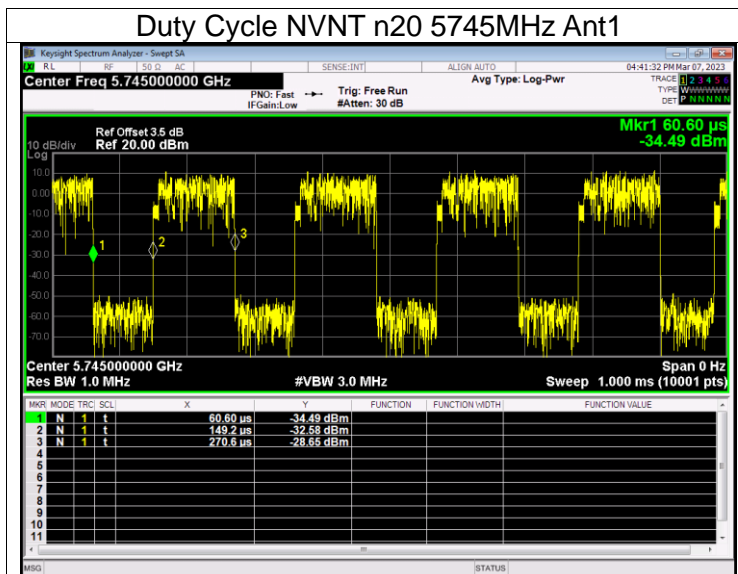 Duty Cycle NVNT n20 5745MHz Ant1
Keysight Spectrum Analyzer - Swept SA
RL RF 50 Ω AC SENSE:INT ALIGN AUTO 04:41:32 PM Mar 07, 2023
Center Freq 5.745000000 GHz Avg Type: Log-Pwr TRACE 1 2 3 4 5 6
PNO: Fast Trig: Free Run TYPE WWWWWW
IFGain:Low #Atten: 30 dB DET P N N N N N
Mkr1 60.60 µs
-34.49 dBm
Ref Offset 3.5 dB
10 dB/div Ref 20.00 dBm
Log
10.0
0.00
-10.0
-20.0
-30.0
-40.0
-50.0
-60.0
-70.0
1
2
3
Center 5.745000000 GHz Span 0 Hz
Res BW 1.0 MHz #VBW 3.0 MHz Sweep 1.000 ms (10001 pts)
MKR MODE TRC SCL X Y FUNCTION FUNCTION WIDTH FUNCTION VALUE
1 N 1 t 60.60 µs -34.49 dBm
2 N 1 t 149.2 µs -32.58 dBm
3 N 1 t 270.6 µs -28.65 dBm
4
5
6
7
8
9
10
11
MSG STATUS